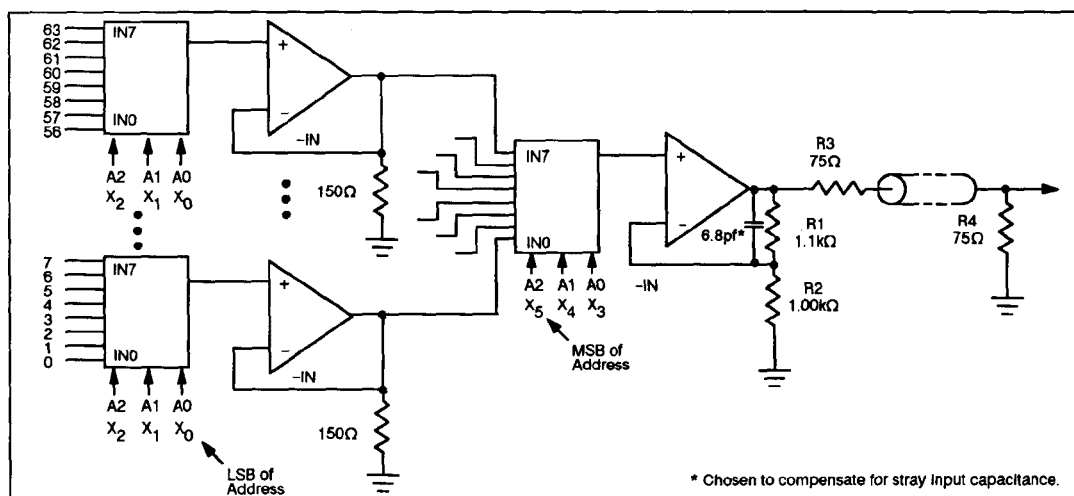 63
62
61
60
59
58
57
56
IN7
IN0
A2 A1 A0
X2 X1 X0
+
−
−IN
150Ω
7
6
5
4
3
2
1
0
IN7
IN0
A2 A1 A0
X2 X1 X0
LSB of
Address
+
−
−IN
150Ω
IN7
IN0
A2 A1 A0
X5 X4 X3
MSB of
Address
+
−
−IN
6.8pf*
R3
75Ω
R1
1.1kΩ
R2
1.00kΩ
R4
75Ω
* Chosen to compensate for stray input capacitance.